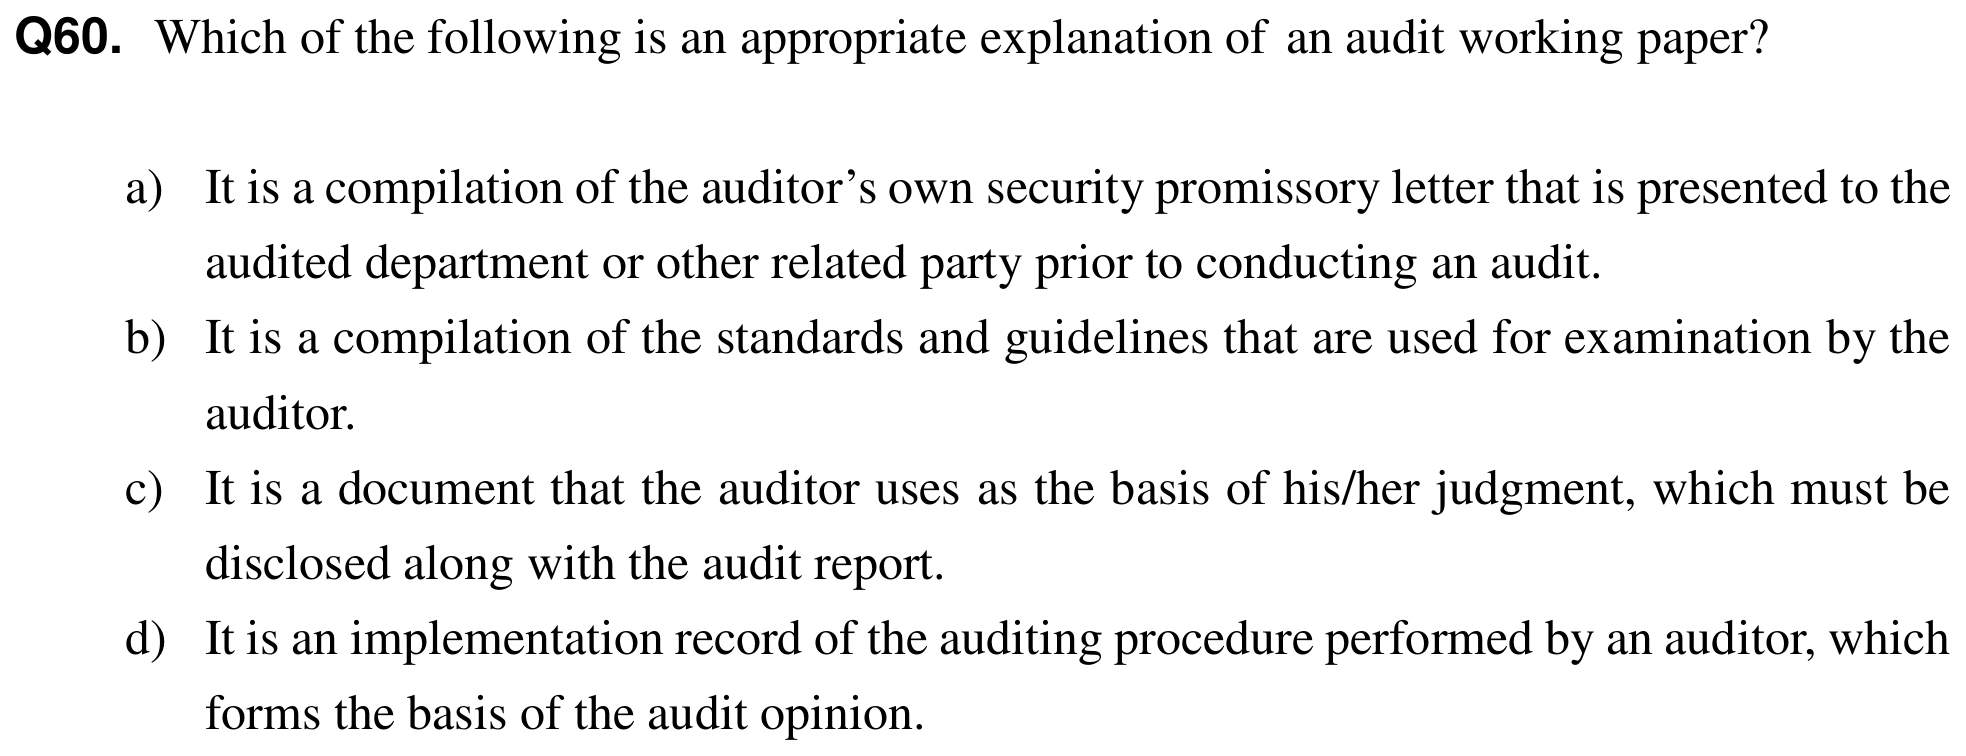 Q60. Which of the following is an appropriate explanation of an audit working paper?
a) It is a compilation of the auditor’s own security promissory letter that is presented to the
audited department or other related party prior to conducting an audit.
b) It is a compilation of the standards and guidelines that are used for examination by the
auditor.
c) It is a document that the auditor uses as the basis of his/her judgment, which must be
disclosed along with the audit report.
d) It is an implementation record of the auditing procedure performed by an auditor, which
forms the basis of the audit opinion.